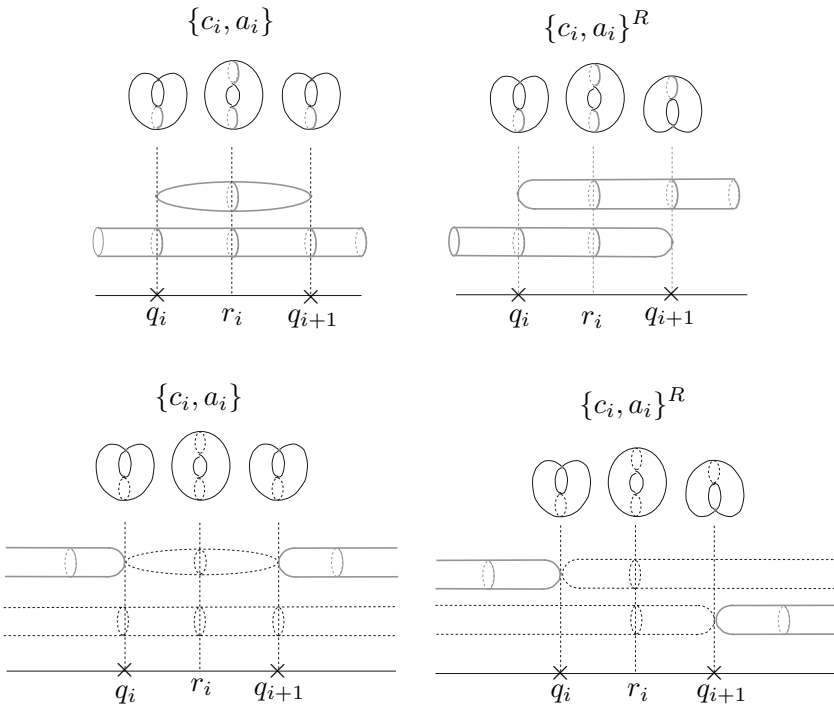 {c_i, a_i}
{c_i, a_i}^R
q_i r_i q_{i+1}
q_i r_i q_{i+1}
{c_i, a_i}
{c_i, a_i}^R
q_i r_i q_{i+1}
q_i r_i q_{i+1}